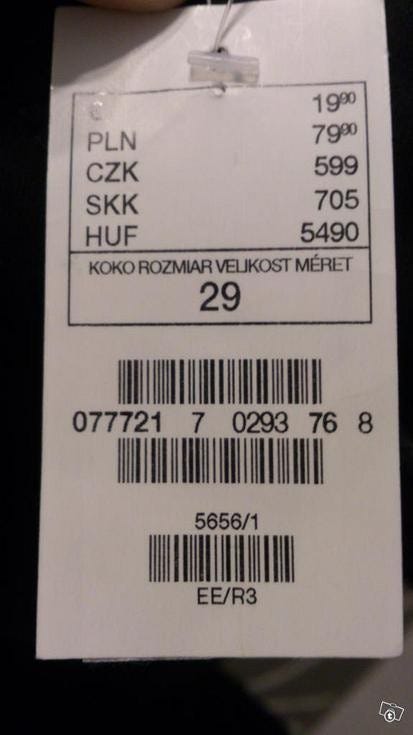 € 19⁹⁰
PLN 79⁹⁰
CZK 599
SKK 705
HUF 5490
KOKO ROZMIAR VELIKOST MÉRET
29
077721 7 0293 76 8
5656/1
EE/R3